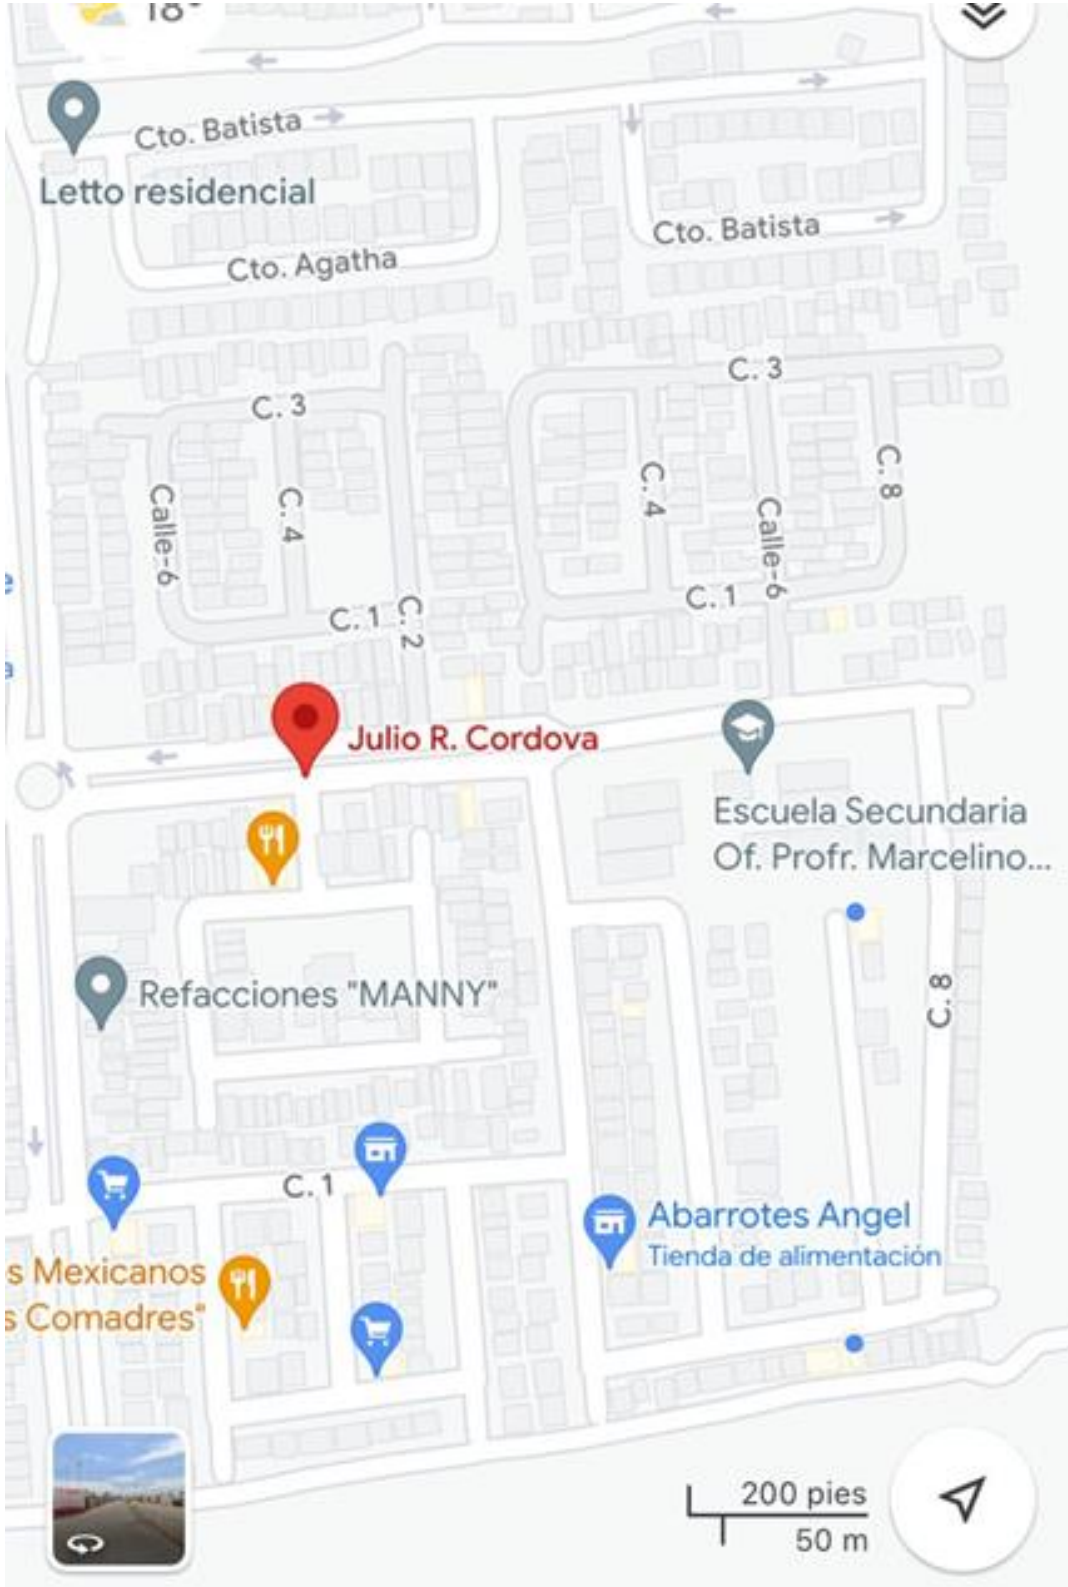 18°
Cto. Batista
Letto residencial
Cto. Batista
Cto. Agatha
C. 3
C. 3
C. 8
C. 4
C. 4
Calle-6
Calle-6
C. 1
C. 1
C. 2
Julio R. Cordova
Escuela Secundaria
Of. Profr. Marcelino...
Refacciones "MANNY"
C. 8
C. 1
Abarrotes Angel
Tienda de alimentación
s Mexicanos
s Comadres"
200 pies
50 m